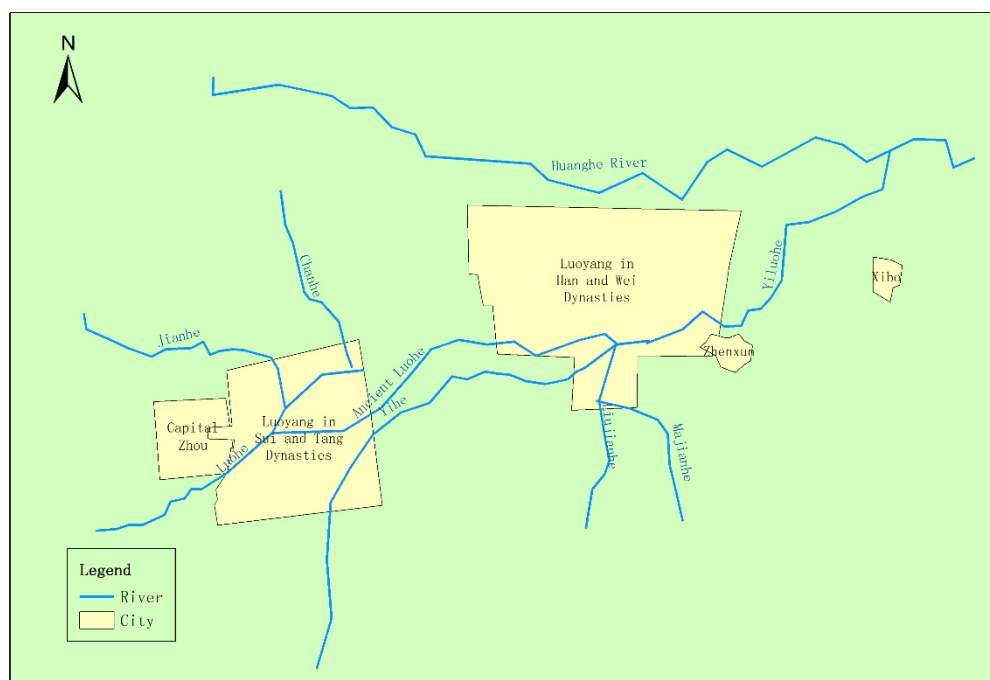 N
Huanghe River
Chanhe
Luoyang in
Han and Wei
Dynasties
Yiluohe
Xibo
Jianhe
Zhenxun
Ancient Luohe
Yihe
Capital
Zhou
Luoyang in
Sui and Tang
Dynasties
Luohe
Liujianhe
Majianhe
Legend
River
City